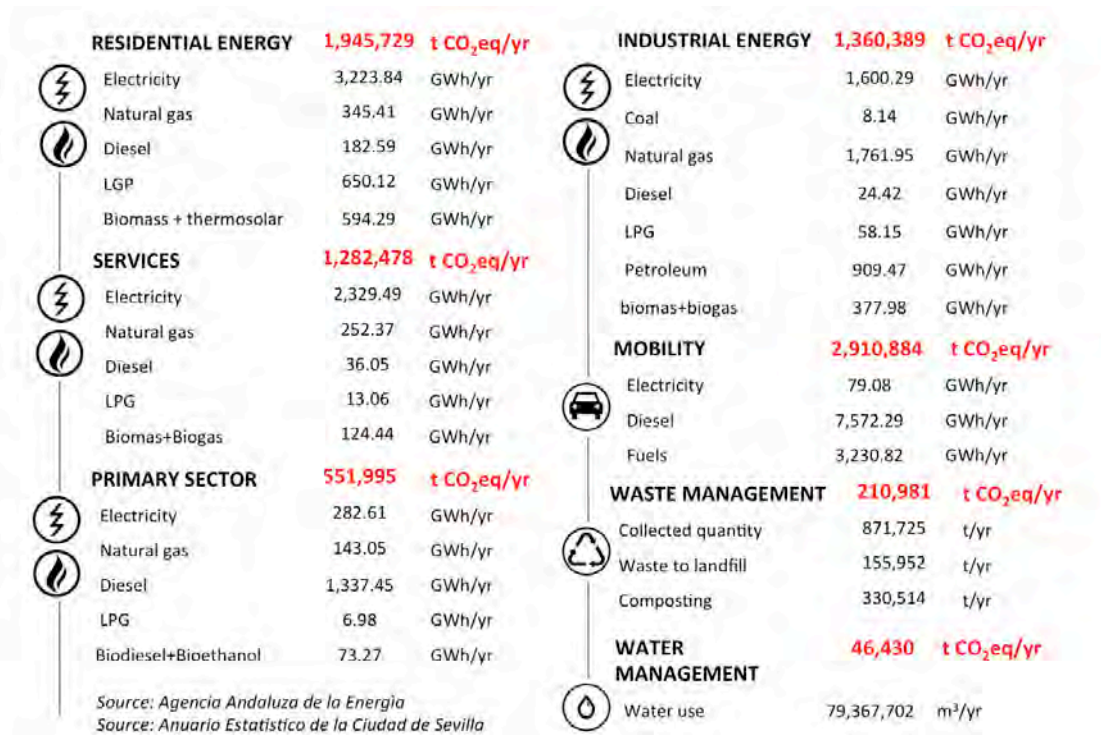 RESIDENTIAL ENERGY 1,945,729 t CO₂eq/yr
Electricity 3,223.84 GWh/yr
Natural gas 345.41 GWh/yr
Diesel 182.59 GWh/yr
LGP 650.12 GWh/yr
Biomass + thermosolar 594.29 GWh/yr
SERVICES 1,282,478 t CO₂eq/yr
Electricity 2,329.49 GWh/yr
Natural gas 252.37 GWh/yr
Diesel 36.05 GWh/yr
LPG 13.06 GWh/yr
Biomas+Biogas 124.44 GWh/yr
PRIMARY SECTOR 551,995 t CO₂eq/yr
Electricity 282.61 GWh/yr
Natural gas 143.05 GWh/yr
Diesel 1,337.45 GWh/yr
LPG 6.98 GWh/yr
Biodiesel+Bioethanol 73.27 GWh/yr
Source: Agencia Andaluza de la Energìa
Source: Anuario Estatistico de la Ciudad de Sevilla
INDUSTRIAL ENERGY 1,360,389 t CO₂eq/yr
Electricity 1,600.29 GWh/yr
Coal 8.14 GWh/yr
Natural gas 1,761.95 GWh/yr
Diesel 24.42 GWh/yr
LPG 58.15 GWh/yr
Petroleum 909.47 GWh/yr
biomas+biogas 377.98 GWh/yr
MOBILITY 2,910,884 t CO₂eq/yr
Electricity 79.08 GWh/yr
Diesel 7,572.29 GWh/yr
Fuels 3,230.82 GWh/yr
WASTE MANAGEMENT 210,981 t CO₂eq/yr
Collected quantity 871,725 t/yr
Waste to landfill 155,952 t/yr
Composting 330,514 t/yr
WATER 46,430 t CO₂eq/yr
MANAGEMENT
Water use 79,367,702 m³/yr